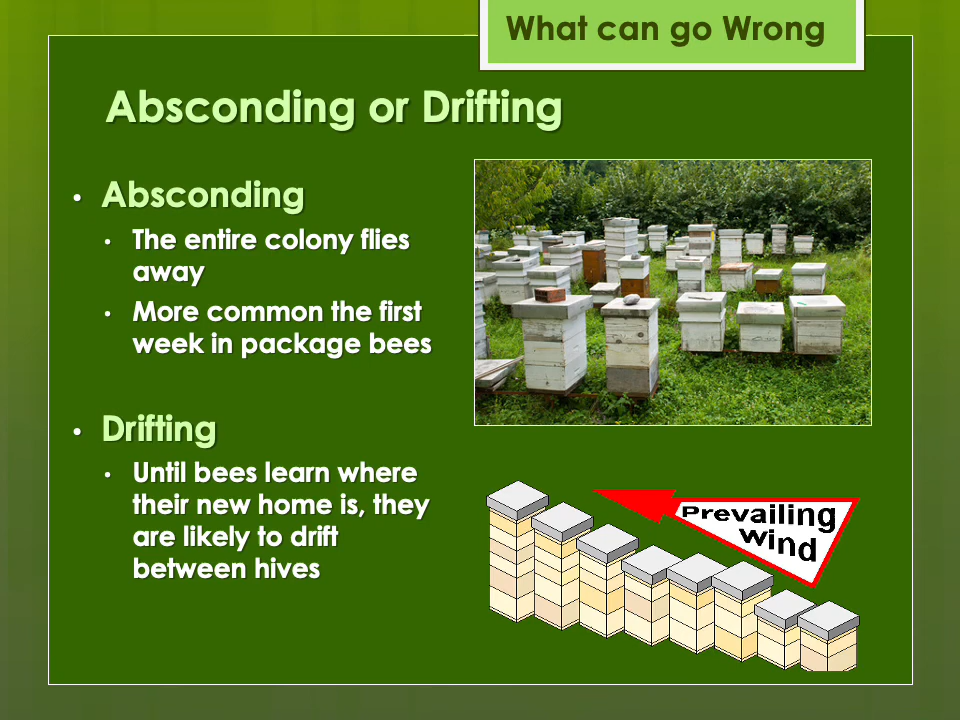 What can go Wrong
Absconding or Drifting
• Absconding
• The entire colony flies
away
• More common the first
week in package bees
• Drifting
• Until bees learn where
their new home is, they
are likely to drift
between hives
Prevailing
Wind